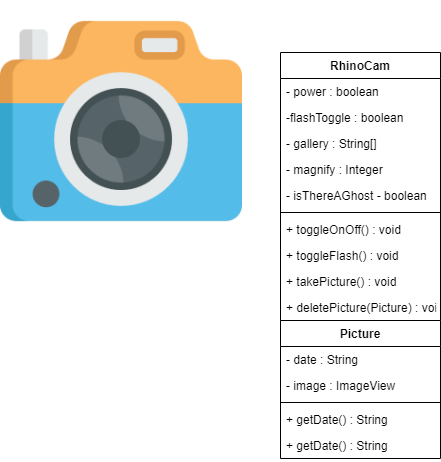 RhinoCam
- power : boolean
-flashToggle : boolean
- gallery : String[]
- magnify : Integer
- isThereAGhost - boolean
+ toggleOnOff() : void
+ toggleFlash() : void
+ takePicture() : void
+ deletePicture(Picture) : voi
Picture
- date : String
- image : ImageView
+ getDate() : String
+ getDate() : String